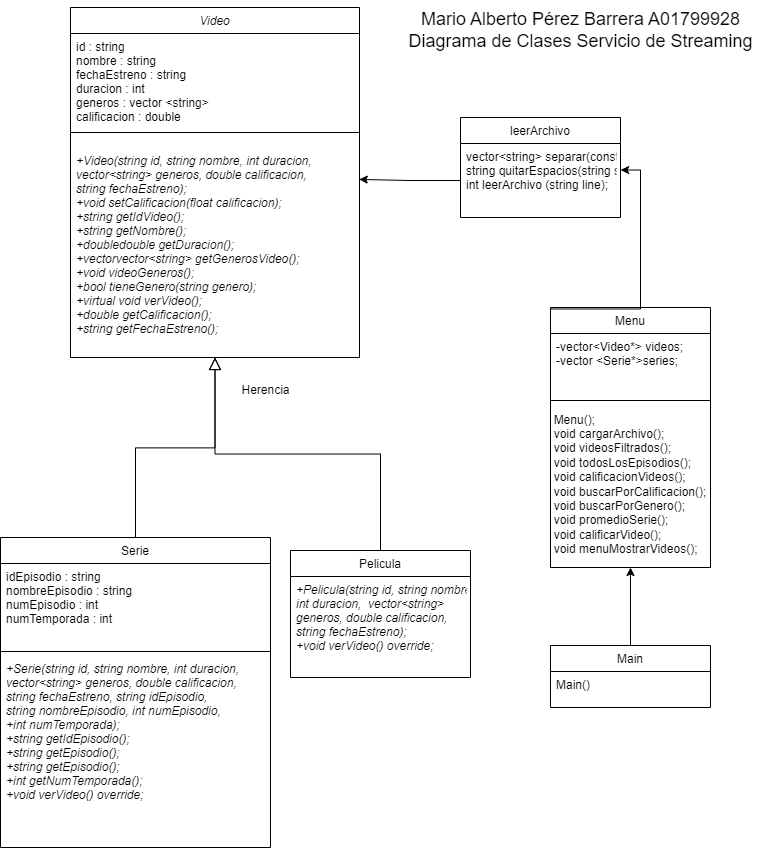 Mario Alberto Pérez Barrera A01799928
Diagrama de Clases Servicio de Streaming
Video
id : string
nombre : string
fechaEstreno : string
duracion : int
generos : vector <string>
calificacion : double
+Video(string id, string nombre, int duracion,
vector<string> generos, double calificacion,
string fechaEstreno);
+void setCalificacion(float calificacion);
+string getIdVideo();
+string getNombre();
+doubledouble getDuracion();
+vectorvector<string> getGenerosVideo();
+void videoGeneros();
+bool tieneGenero(string genero);
+virtual void verVideo();
+double getCalificacion();
+string getFechaEstreno();
leerArchivo
vector<string> separar(const
string quitarEspacios(string s
int leerArchivo (string line);
Menu
-vector<Video*> videos;
-vector <Serie*>series;
Menu();
void cargarArchivo();
void videosFiltrados();
void todosLosEpisodios();
void calificacionVideos();
void buscarPorCalificacion();
void buscarPorGenero();
void promedioSerie();
void calificarVideo();
void menuMostrarVideos();
Herencia
Serie
idEpisodio : string
nombreEpisodio : string
numEpisodio : int
numTemporada : int
+Serie(string id, string nombre, int duracion,
vector<string> generos, double calificacion,
string fechaEstreno, string idEpisodio,
string nombreEpisodio, int numEpisodio,
+int numTemporada);
+string getIdEpisodio();
+string getEpisodio();
+string getEpisodio();
+int getNumTemporada();
+void verVideo() override;
Pelicula
+Pelicula(string id, string nombre
int duracion, vector<string>
generos, double calificacion,
string fechaEstreno);
+void verVideo() override;
Main
Main()